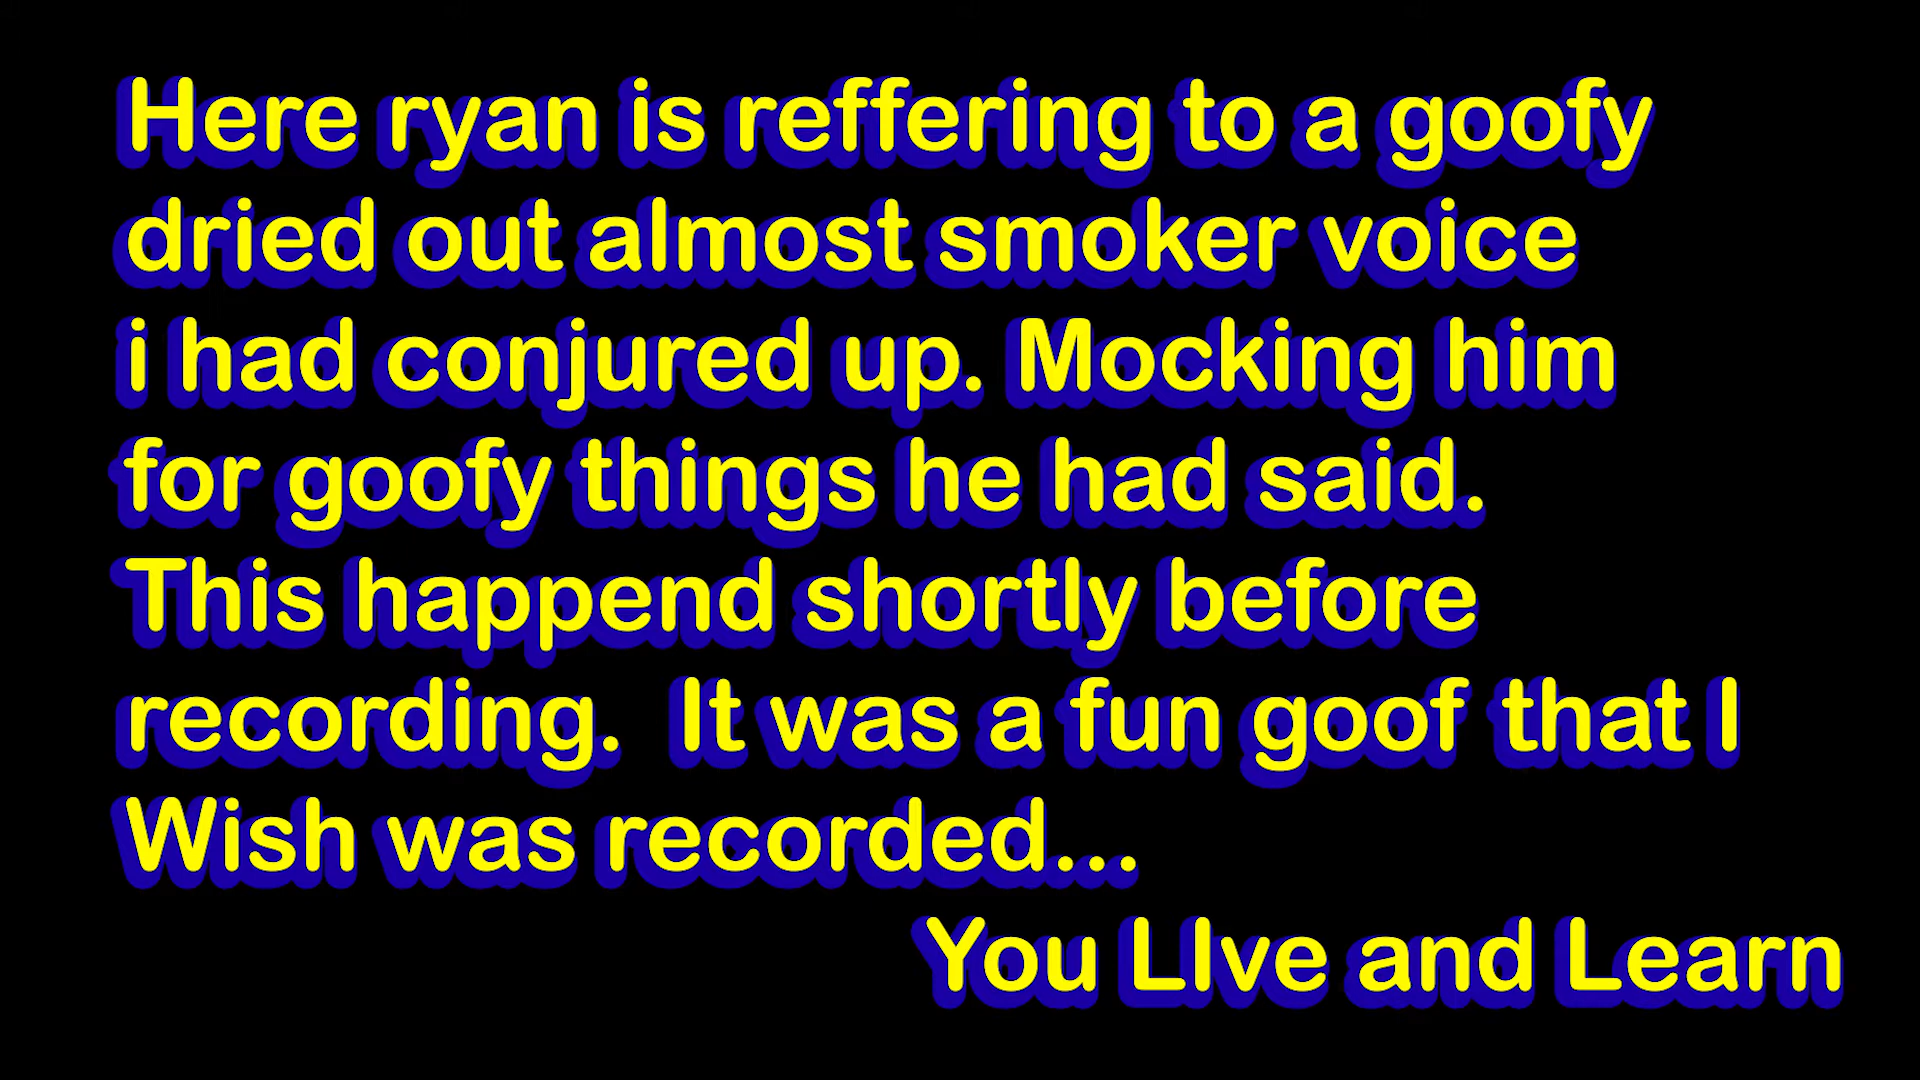 Here ryan is reffering to a goofy
dried out almost smoker voice
i had conjured up. Mocking him
for goofy things he had said.
This happend shortly before
recording.  It was a fun goof that I
Wish was recorded...
You LIve and Learn